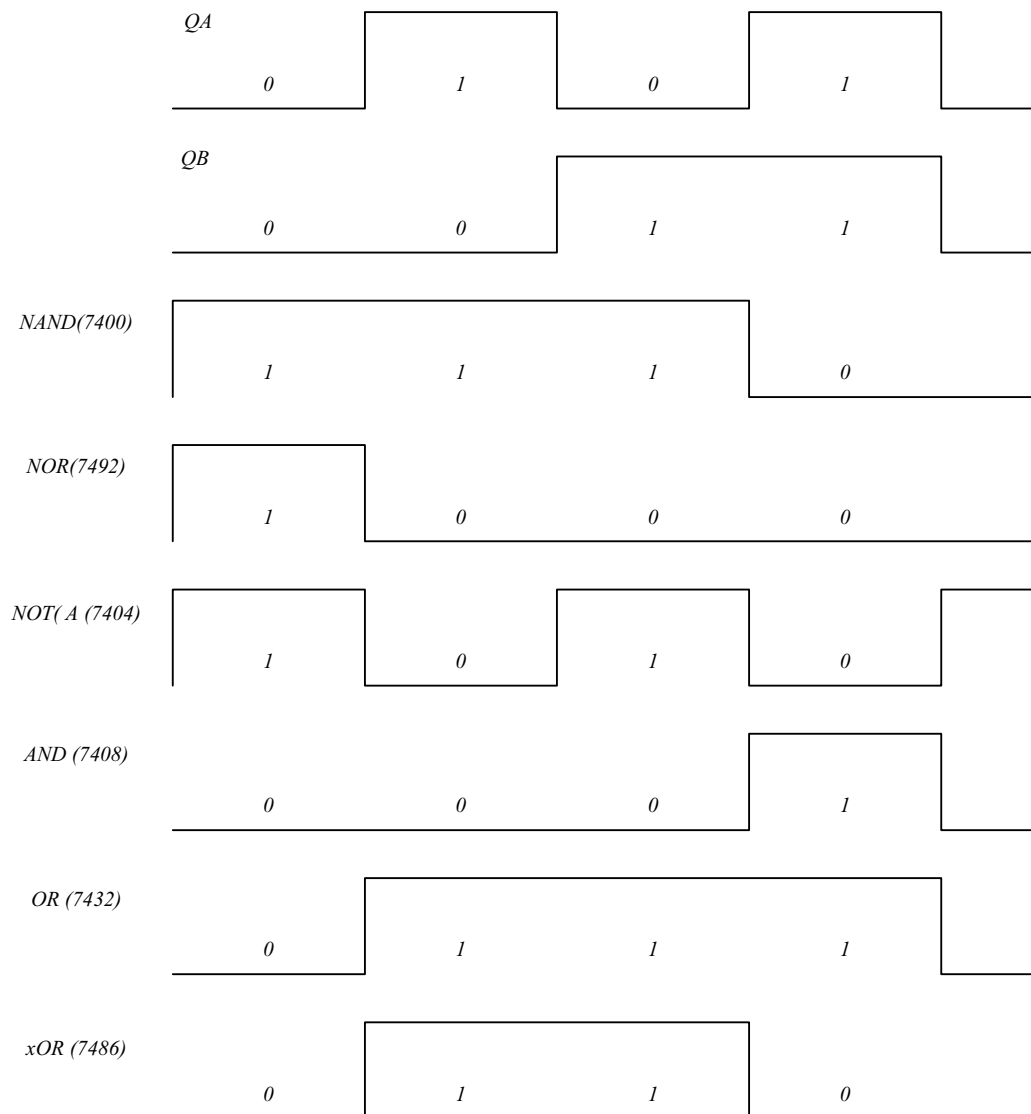 QA
0 1 0 1
QB
0 0 1 1
NAND(7400)
1 1 1 0
NOR(7492)
1 0 0 0
NOT( A (7404)
1 0 1 0
AND (7408)
0 0 0 1
OR (7432)
0 1 1 1
xOR (7486)
0 1 1 0